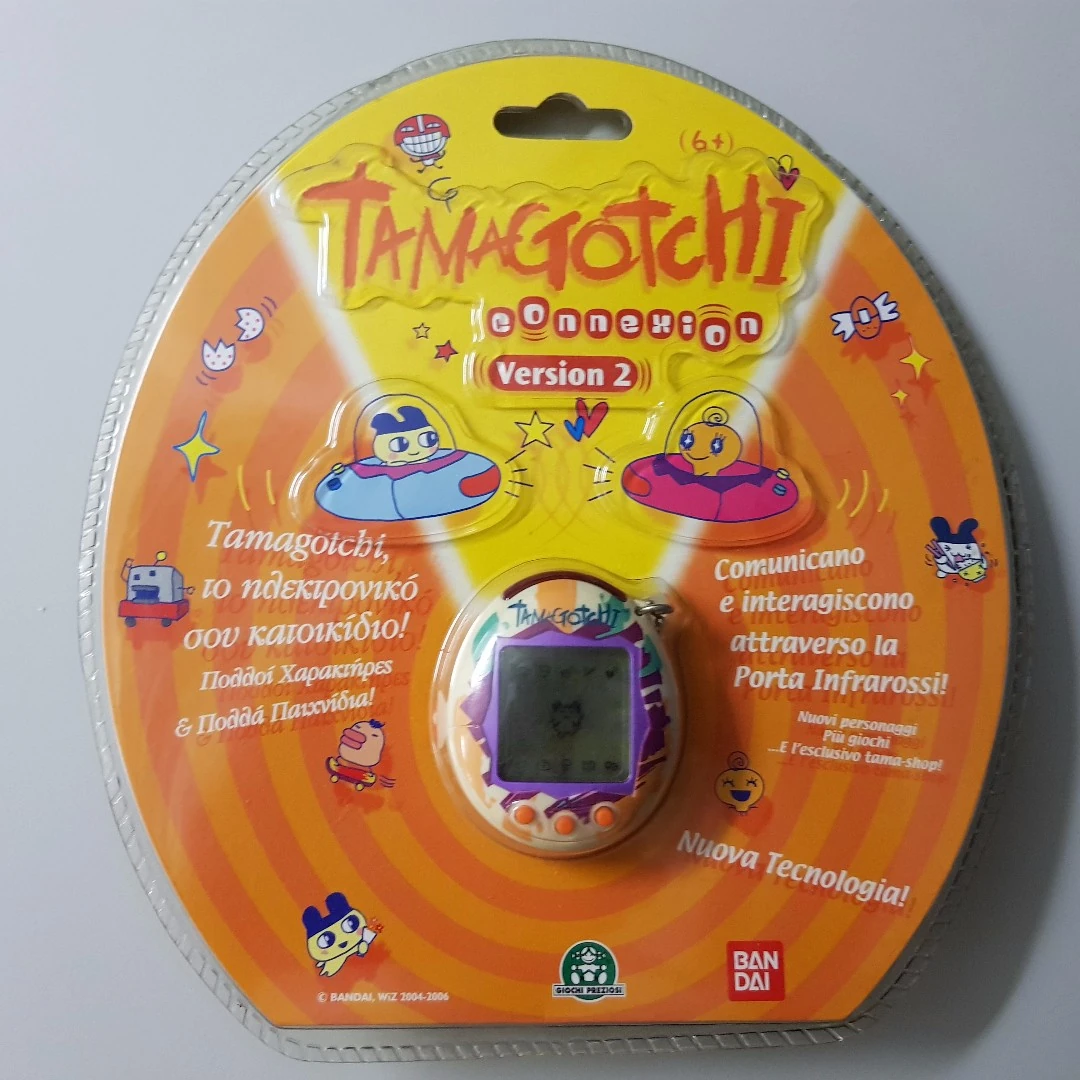 (6+)
TAMAGOTCHI
connexion
Version 2
Tamagotchi,
το ηλεκτρονικό
σου κατοικίδιο!
Πολλοί Χαρακτήρες
& Πολλά Παιχνίδια!
Comunicano
e interagiscono
attraverso la
Porta Infrarossi!
Nuovi personaggi
Più giochi
...E l'esclusivo tama-shop!
TAMAGOTCHI
Nuova Tecnologia!
© BANDAI, WiZ 2004-2006
GIOCHI PREZIOSI
BAN
DAI